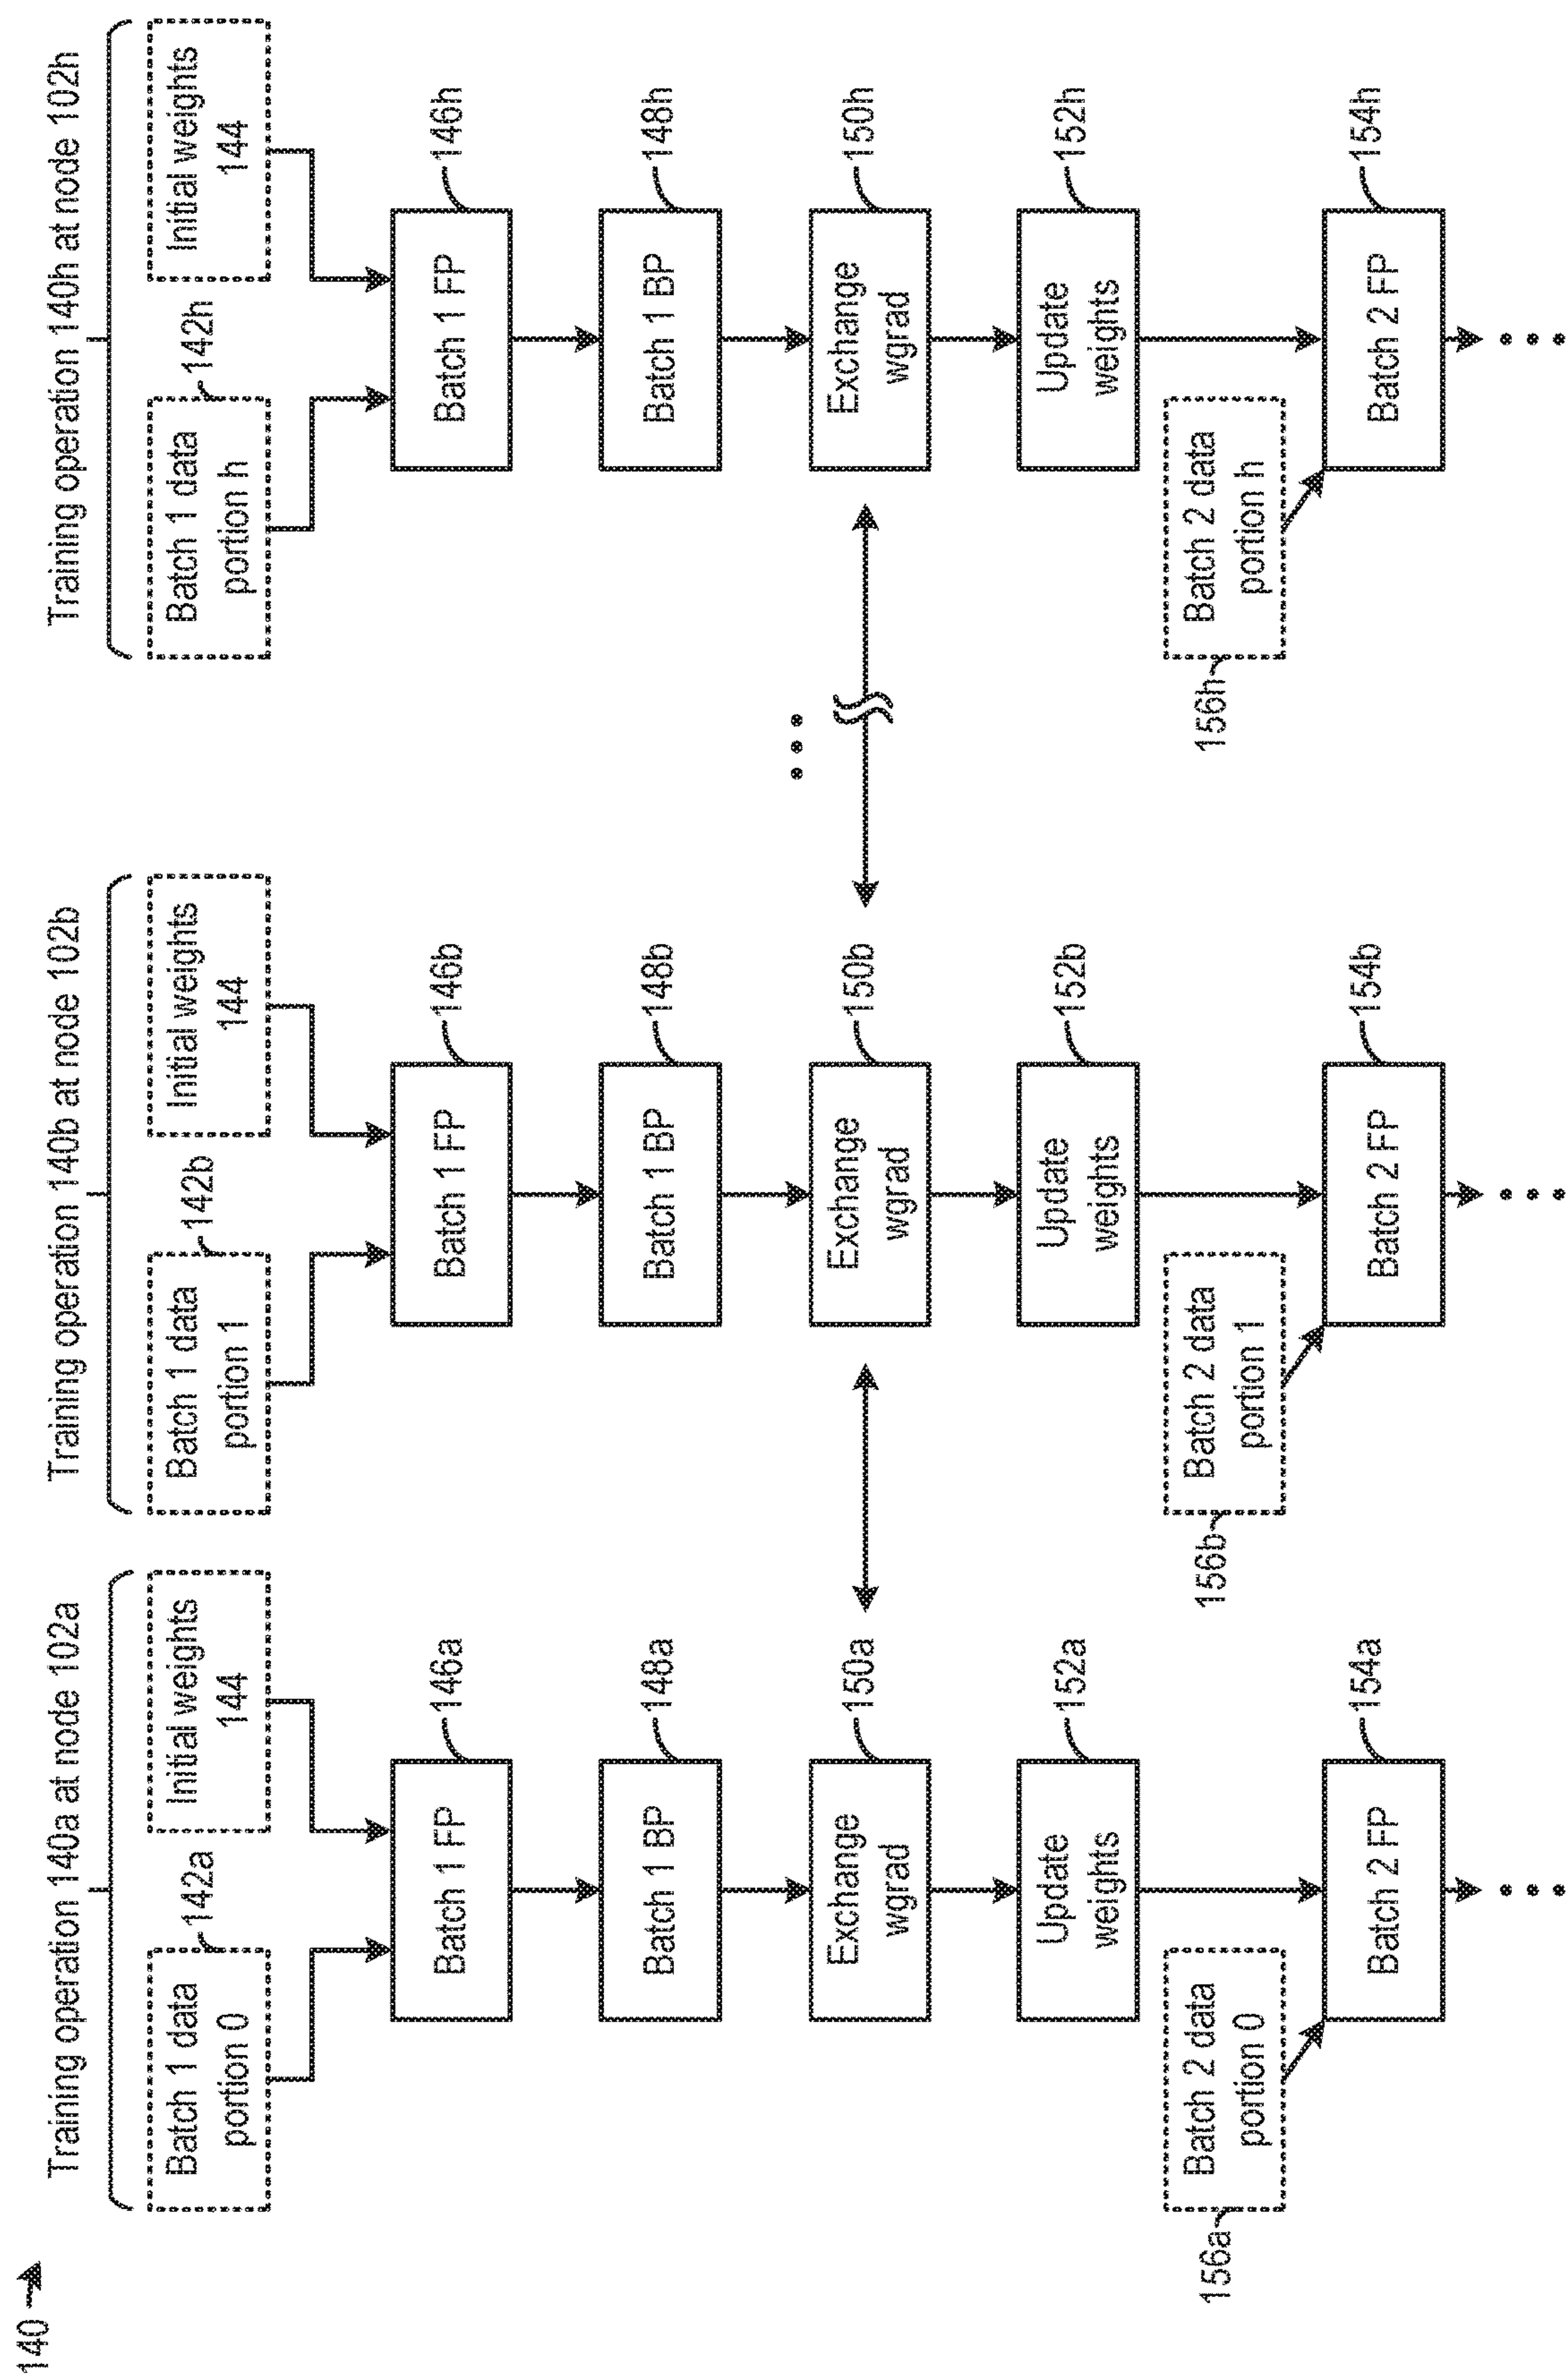 140
Training operation 140a at node 102a
Batch 1 data
portion 0
142a
Initial weights
144
Batch 1 FP
146a
Batch 1 BP
148a
Exchange
wgrad
150a
Update
weights
152a
156a
Batch 2 data
portion 0
Batch 2 FP
154a
Training operation 140b at node 102b
Batch 1 data
portion 1
142b
Initial weights
144
Batch 1 FP
146b
Batch 1 BP
148b
Exchange
wgrad
150b
Update
weights
152b
156b
Batch 2 data
portion 1
Batch 2 FP
154b
Training operation 140h at node 102h
Batch 1 data
portion h
142h
Initial weights
144
Batch 1 FP
146h
Batch 1 BP
148h
Exchange
wgrad
150h
Update
weights
152h
156h
Batch 2 data
portion h
Batch 2 FP
154h